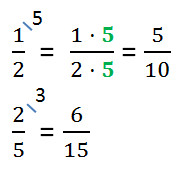 1/2 \5 = 1 · 5 / 2 · 5 = 5/10
2/5 \3 = 6/15